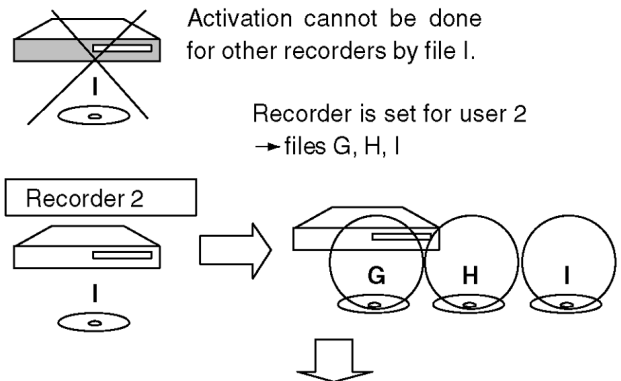 Activation cannot be done
for other recorders by file I.
I
Recorder is set for user 2
→ files G, H, I
Recorder 2
I
G H I